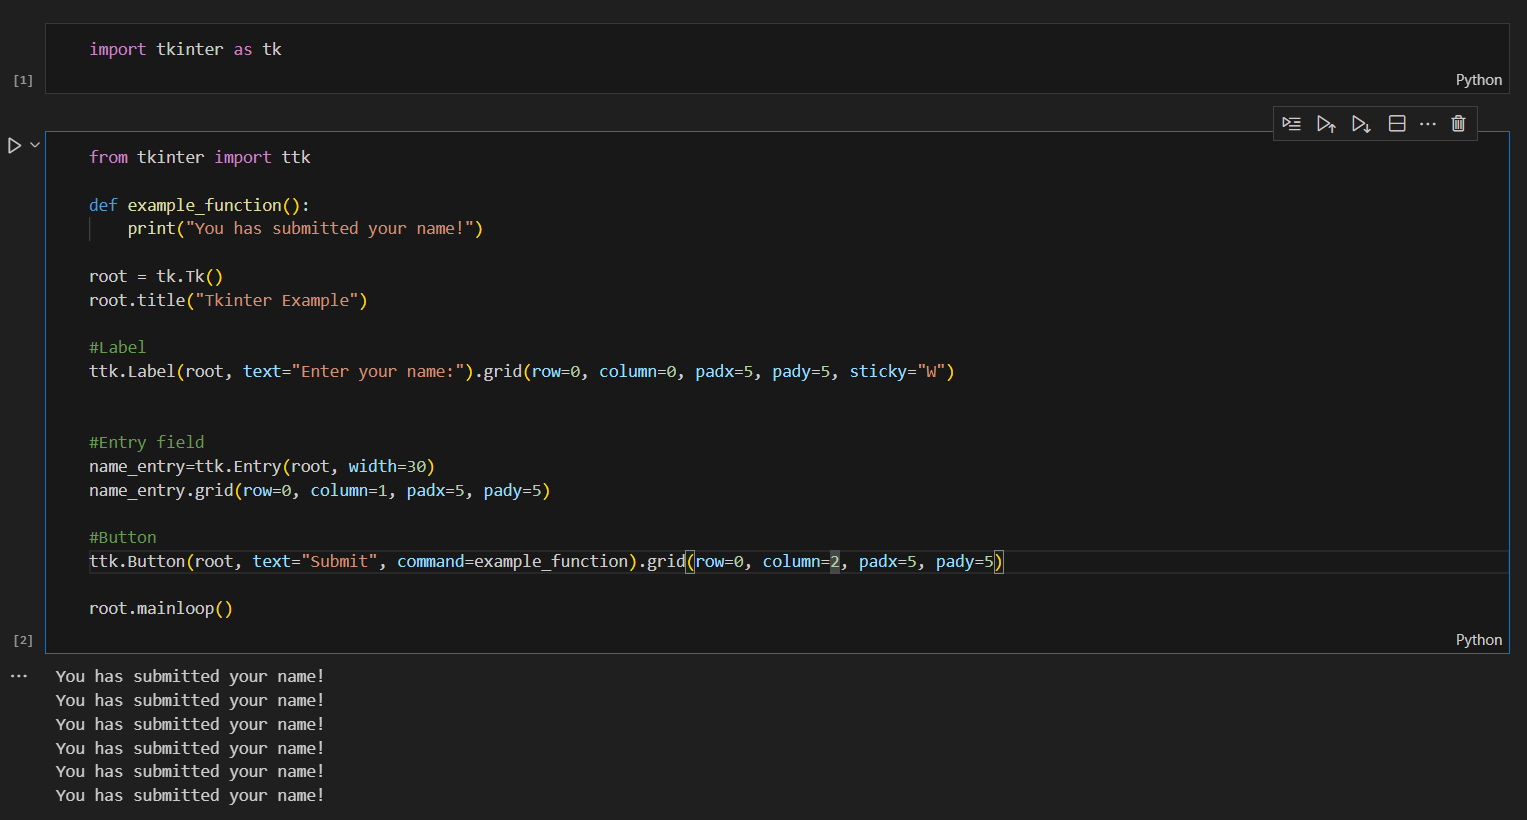 import tkinter as tk
[1]
Python
from tkinter import ttk
def example_function():
    print("You has submitted your name!")
root = tk.Tk()
root.title("Tkinter Example")
#Label
ttk.Label(root, text="Enter your name:").grid(row=0, column=0, padx=5, pady=5, sticky="W")
#Entry field
name_entry=ttk.Entry(root, width=30)
name_entry.grid(row=0, column=1, padx=5, pady=5)
#Button
ttk.Button(root, text="Submit", command=example_function).grid(row=0, column=2, padx=5, pady=5)
root.mainloop()
[2]
Python
You has submitted your name!
You has submitted your name!
You has submitted your name!
You has submitted your name!
You has submitted your name!
You has submitted your name!